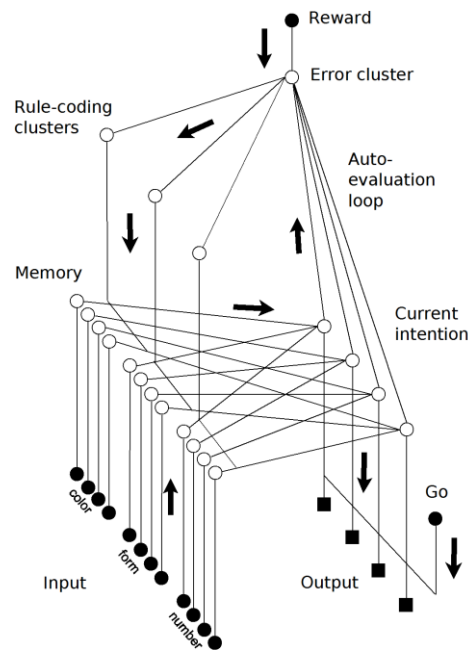 Reward
Error cluster
Rule-coding
clusters
Auto-
evaluation
loop
Memory
Current
intention
color
form
number
Go
Input
Output